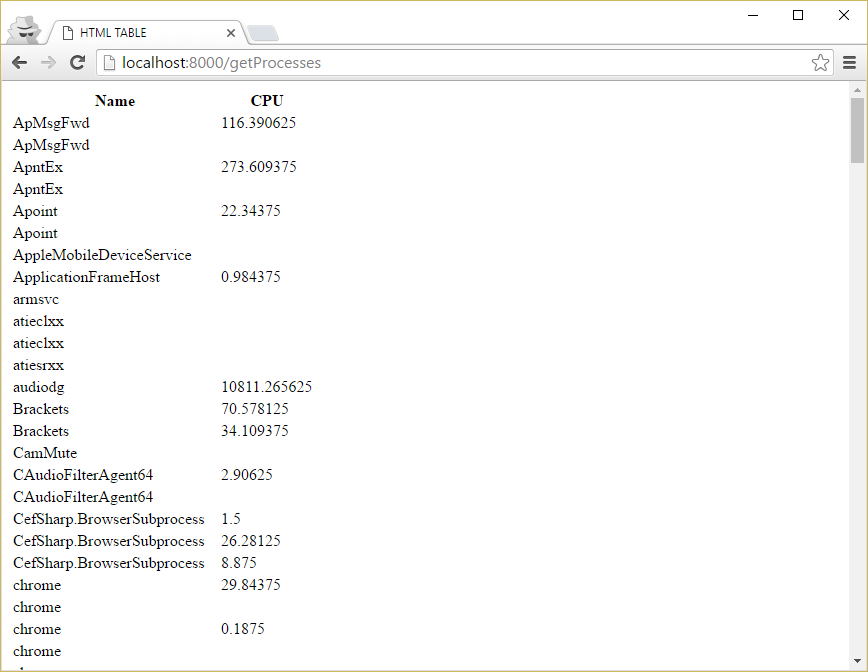 HTML TABLE
localhost:8000/getProcesses
Name CPU
ApMsgFwd 116.390625
ApMsgFwd
ApntEx 273.609375
ApntEx
Apoint 22.34375
Apoint
AppleMobileDeviceService
ApplicationFrameHost 0.984375
armsvc
atieclxx
atieclxx
atiesrxx
audiodg 10811.265625
Brackets 70.578125
Brackets 34.109375
CamMute
CAudioFilterAgent64 2.90625
CAudioFilterAgent64
CefSharp.BrowserSubprocess 1.5
CefSharp.BrowserSubprocess 26.28125
CefSharp.BrowserSubprocess 8.875
chrome 29.84375
chrome
chrome 0.1875
chrome